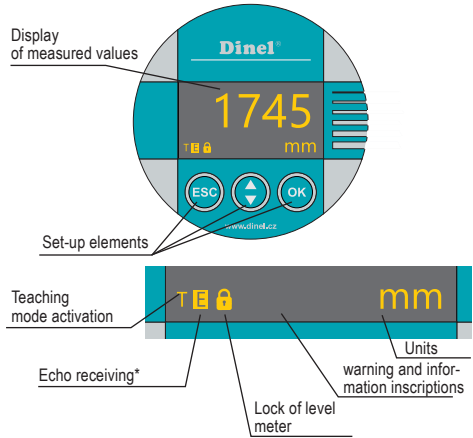 Display
of measured values
Dinel®
1745
T E mm
ESC OK
www.dinel.cz
Set-up elements
T E mm
Teaching
mode activation
Units
Echo receiving*
warning and infor-
mation inscriptions
Lock of level
meter